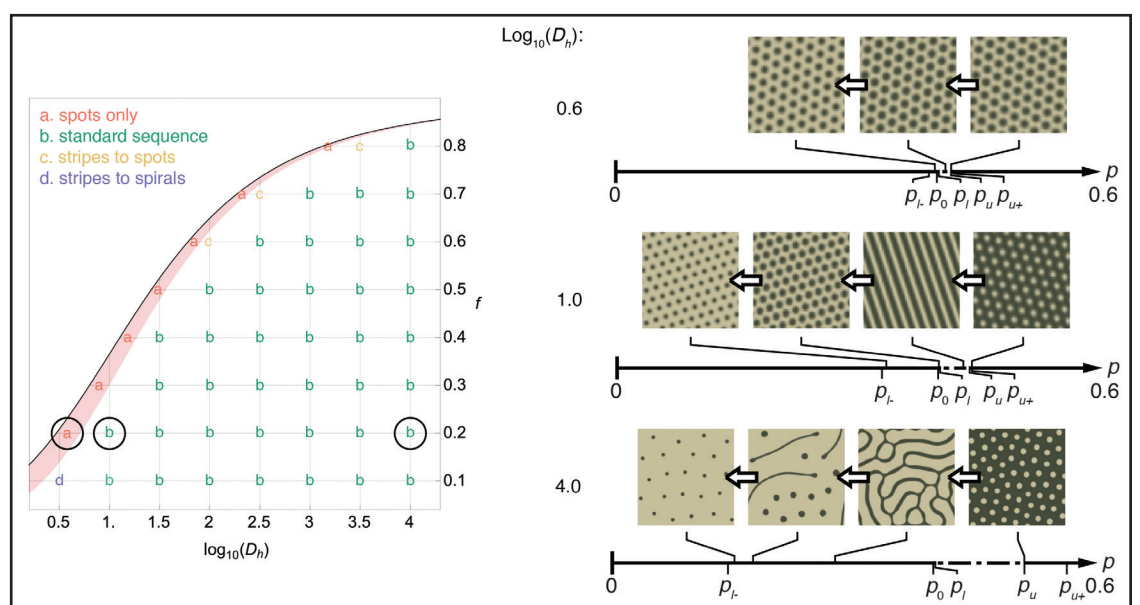 a. spots only
b. standard sequence
c. stripes to spots
d. stripes to spirals
a c b 0.8
a c b b b 0.7
a c b b b b 0.6
a b b b b b 0.5
f
a b b b b b b 0.4
a b b b b b b 0.3
a b b b b b b b 0.2
d b b b b b b b 0.1
0.5 1. 1.5 2 2.5 3 3.5 4
log10(Dh)
Log10(Dh):
0.6
p
0 pl- p0 pl pu pu+ 0.6
1.0
p
0 pl- p0 pl pu pu+ 0.6
4.0
p
0 pl- p0 pl pu pu+ 0.6